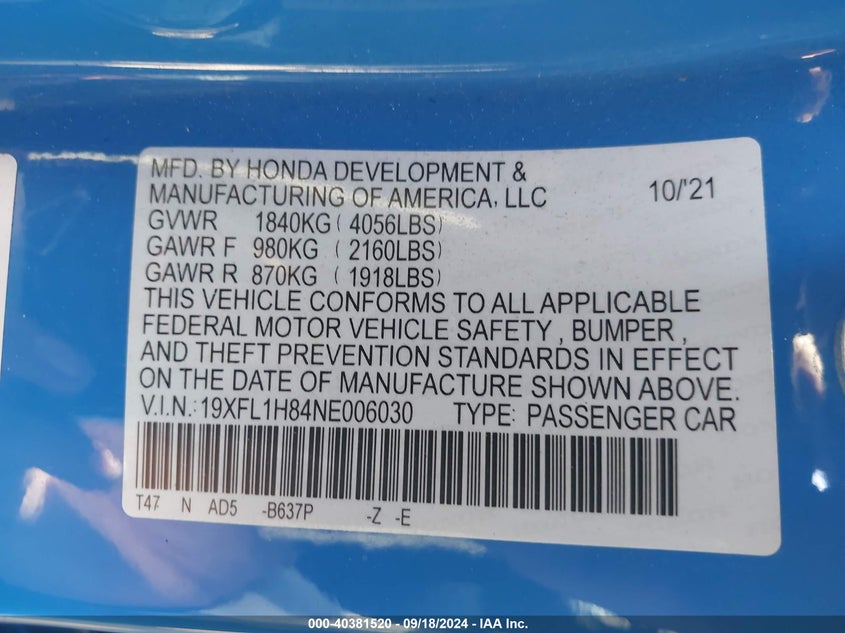 MFD. BY HONDA DEVELOPMENT &
MANUFACTURING OF AMERICA, LLC 10/'21
GVWR 1840KG ( 4056LBS)
GAWR F 980KG ( 2160LBS)
GAWR R 870KG ( 1918LBS)
THIS VEHICLE CONFORMS TO ALL APPLICABLE
FEDERAL MOTOR VEHICLE SAFETY , BUMPER ,
AND THEFT PREVENTION STANDARDS IN EFFECT
ON THE DATE OF MANUFACTURE SHOWN ABOVE.
V.I.N.:19XFL1H84NE006030 TYPE: PASSENGER CAR
T47 N AD5 -B637P -Z -E
000-40381520 - 09/18/2024 - IAA Inc.